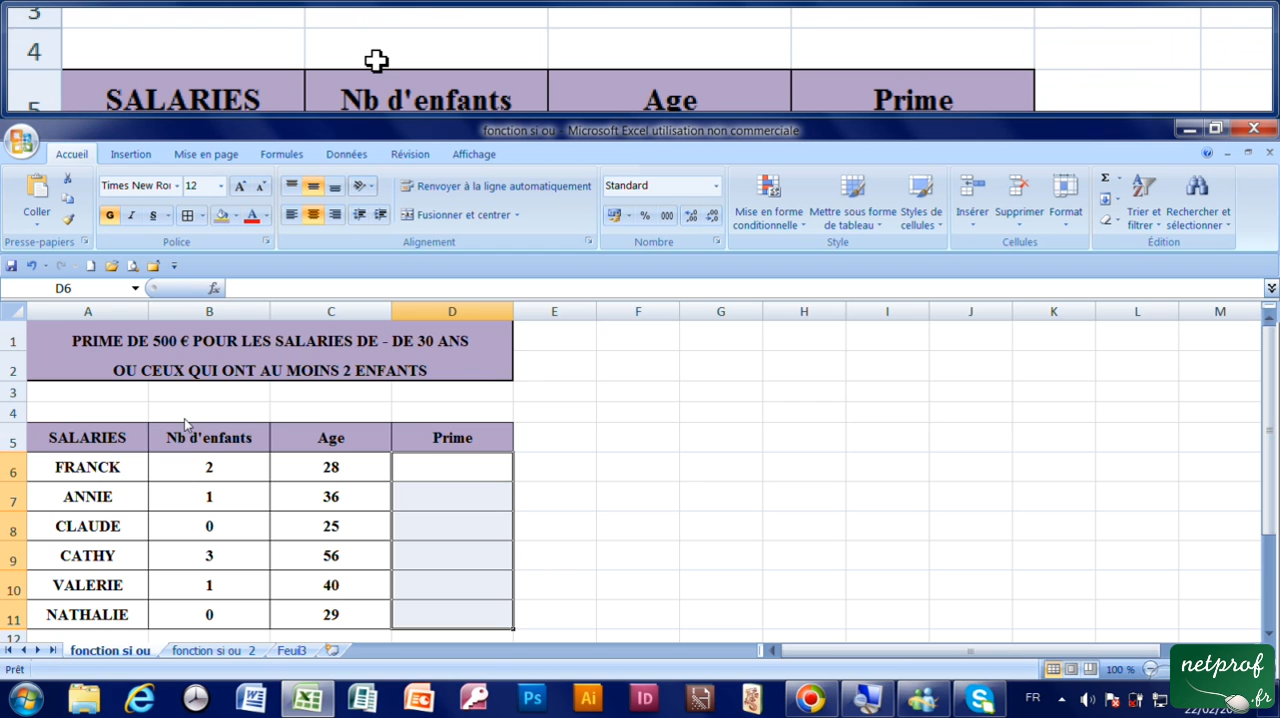 3
4
5 SALARIES Nb d'enfants Age Prime
fonction si ou - Microsoft Excel utilisation non commerciale
Accueil Insertion Mise en page Formules Données Révision Affichage
Coller
Presse-papiers
Times New Ror 12
G I S A
Police
Renvoyer à la ligne automatiquement
Fusionner et centrer
Alignement
Standard
% 000
Nombre
Mise en forme conditionnelle
Mettre sous forme de tableau
Styles de cellules
Style
Insérer Supprimer Format
Cellules
Σ
Trier et filtrer
Rechercher et sélectionner
Édition
D6 fx
A B C D E F G H I J K L M
1 PRIME DE 500 € POUR LES SALARIES DE - DE 30 ANS
2 OU CEUX QUI ONT AU MOINS 2 ENFANTS
3
4
5 SALARIES Nb d'enfants Age Prime
6 FRANCK 2 28
7 ANNIE 1 36
8 CLAUDE 0 25
9 CATHY 3 56
10 VALERIE 1 40
11 NATHALIE 0 29
12
fonction si ou fonction si ou 2 Feuil3
Prêt 100 %
netprof
.fr
Ps Ai ID FR